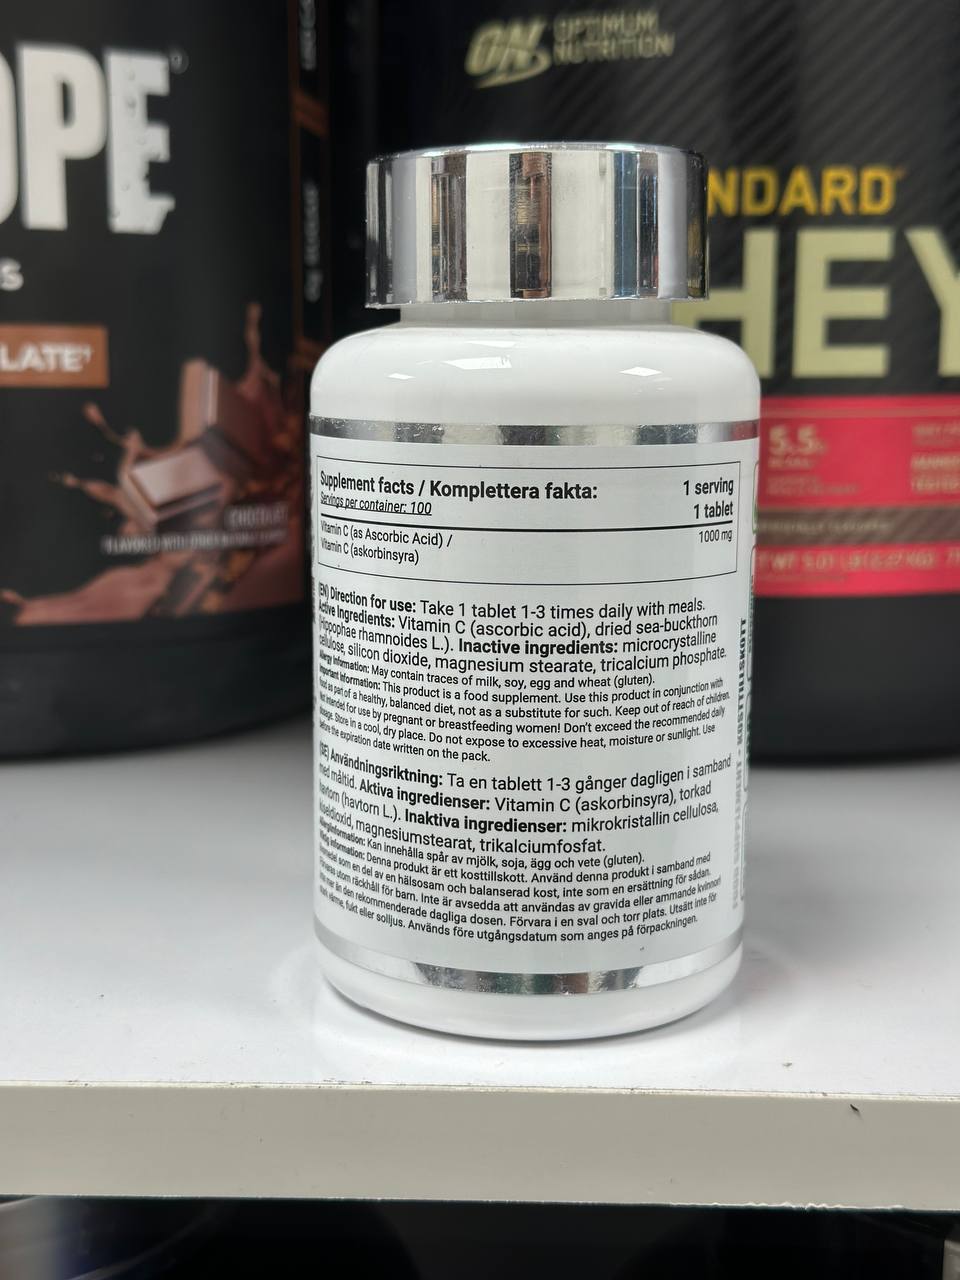 OPE
S
LATE†
CHOCOLATE
ON OPTIMUM
NUTRITION
NDARD
HEY
5.5
Supplement facts / Komplettera fakta:
1 serving
Servings per container: 100
1 tablet
Vitamin C (as Ascorbic Acid) /
1000 mg
Vitamin C (askorbinsyra)
(EN) Direction for use: Take 1 tablet 1-3 times daily with meals.
Active Ingredients: Vitamin C (ascorbic acid), dried sea-buckthorn
(Hippophae rhamnoides L.). Inactive ingredients: microcrystalline
cellulose, silicon dioxide, magnesium stearate, tricalcium phosphate.
Allergy Information: May contain traces of milk, soy, egg and wheat (gluten).
Important Information: This product is a food supplement. Use this product in conjunction with
food as part of a healthy, balanced diet, not as a substitute for such. Keep out of reach of children.
Not intended for use by pregnant or breastfeeding women! Don't exceed the recommended daily
dosage. Store in a cool, dry place. Do not expose to excessive heat, moisture or sunlight. Use
before the expiration date written on the pack.
(SE) Användningsriktning: Ta en tablett 1-3 gånger dagligen i samband
med måltid. Aktiva ingredienser: Vitamin C (askorbinsyra), torkad
havtorn (havtorn L.). Inaktiva ingredienser: mikrokristallin cellulosa,
kiseldioxid, magnesiumstearat, trikalciumfosfat.
Allergiinformation: Kan innehålla spår av mjölk, soja, ägg och vete (gluten).
Viktig information: Denna produkt är ett kosttillskott. Använd denna produkt i samband med
som en del av en hälsosam och balanserad kost, inte som en ersättning för sådan.
Förvaras utom räckhåll för barn. Inte är avsedda att användas av gravida eller ammande kvinnor!
mer än den rekommenderade dagliga dosen. Förvara i en sval och torr plats. Utsätt inte för
stark värme, fukt eller solljus. Används före utgångsdatum som anges på förpackningen.
FOOD SUPPLEMENT - KOSTTILLSKOTT